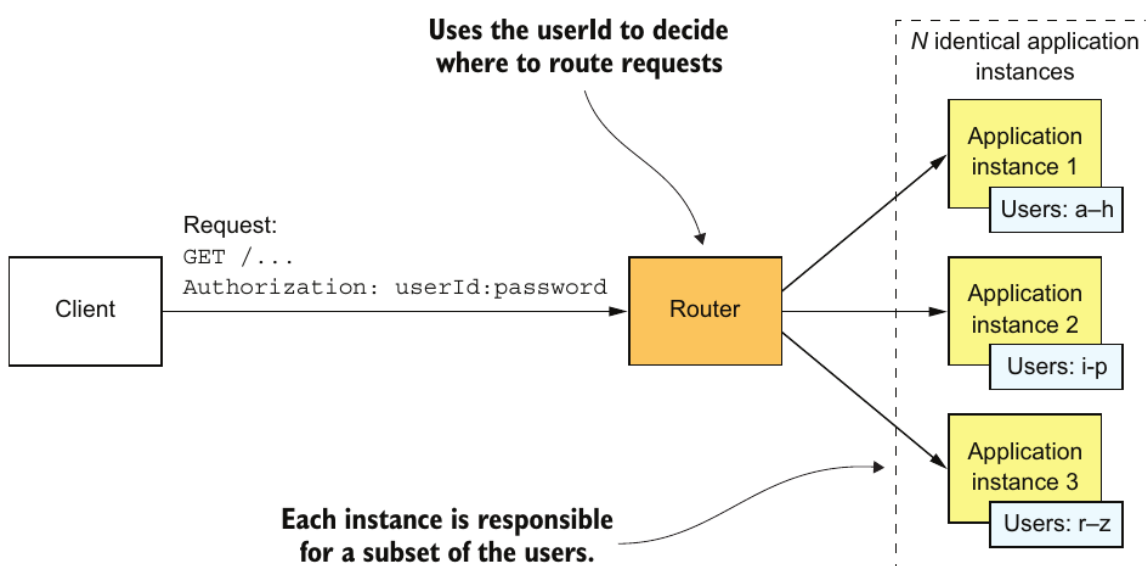 Uses the userId to decide
where to route requests
N identical application
instances
Application
instance 1
Users: a–h
Request:
GET /...
Authorization: userId:password
Client
Router
Application
instance 2
Users: i-p
Application
instance 3
Users: r–z
Each instance is responsible
for a subset of the users.